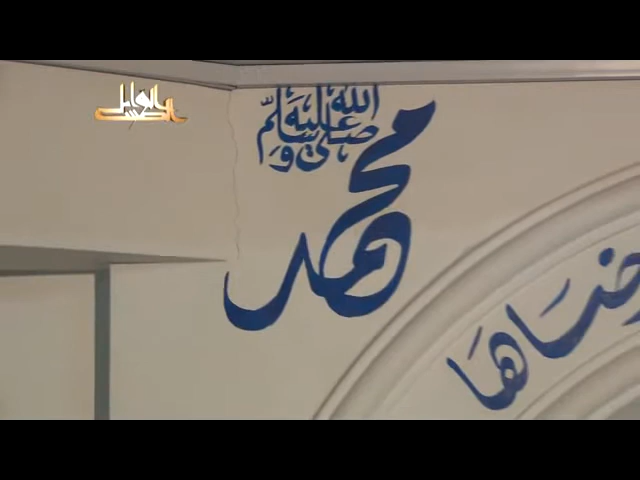 محمد
صلى الله عليه وسلم
ضاها